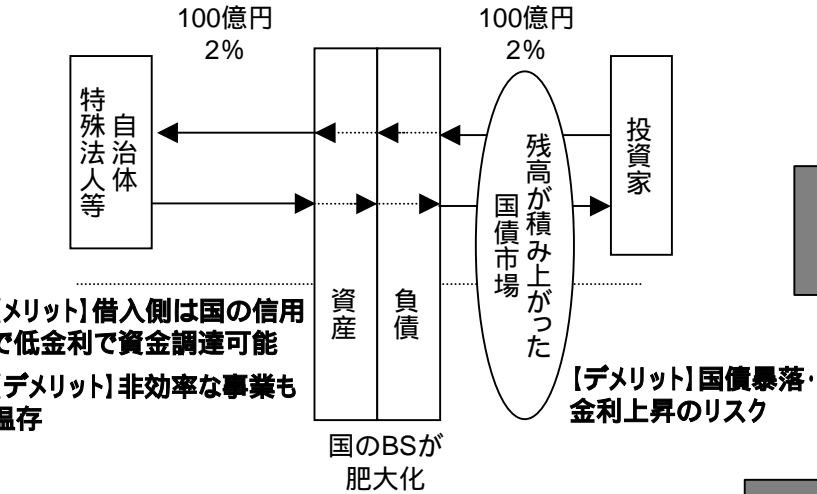 100億円
2%
100億円
2%
自治体
特殊法人等
投資家
残高が積み上がった
国債市場
資産
負債
メリット】借入側は国の信用
で低金利で資金調達可能
デメリット】非効率な事業も
温存
【デメリット】国債暴落・
金利上昇のリスク
国のBSが
肥大化